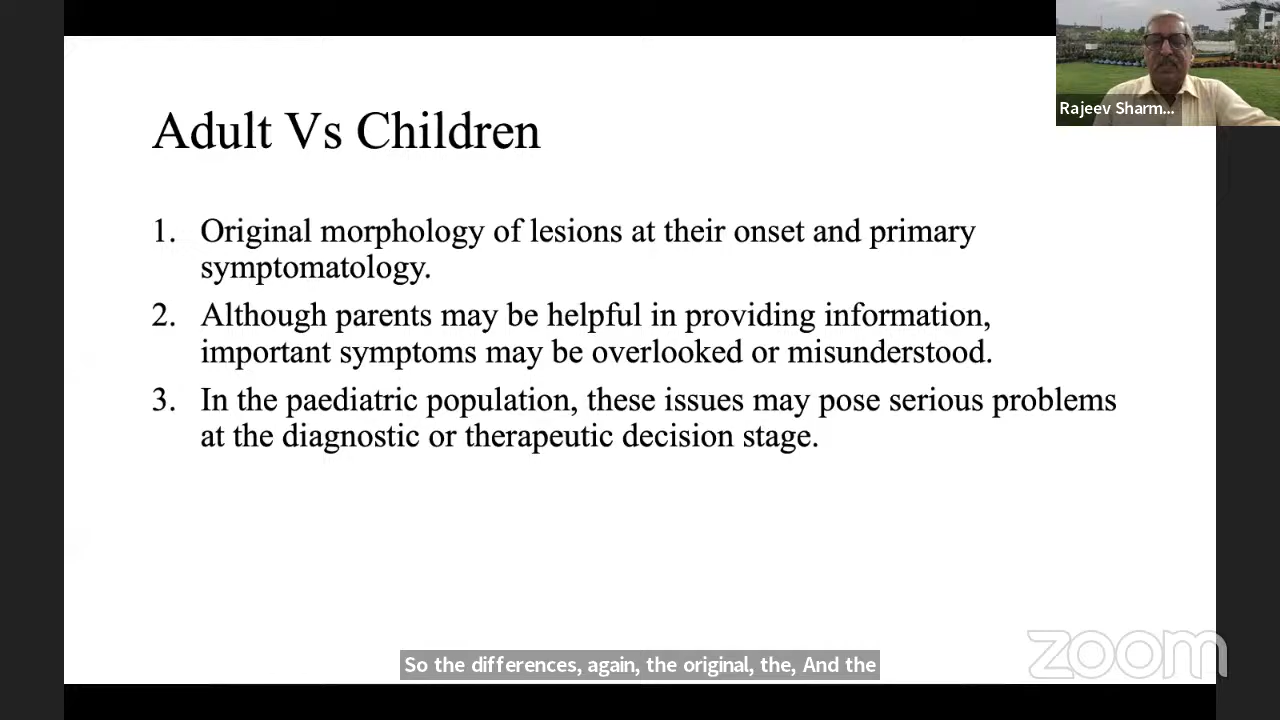 Rajeev Sharm...
Adult Vs Children
1. Original morphology of lesions at their onset and primary
symptomatology.
2. Although parents may be helpful in providing information,
important symptoms may be overlooked or misunderstood.
3. In the paediatric population, these issues may pose serious problems
at the diagnostic or therapeutic decision stage.
zoom
So the differences, again, the original, the, And the